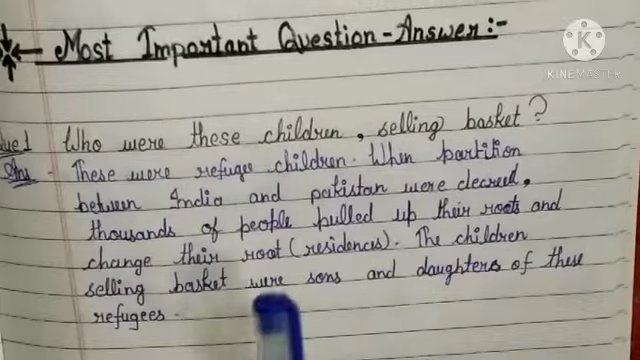 Most Important Question-Answer:-
KINEMASTER
Que1 Who were these children, selling basket?
Ans - These were refugee children. When partition
between India and pakistan were decreed,
thousands of people pulled up their roots and
change their root (residences). The children
selling basket were sons and daughters of these
refugees.